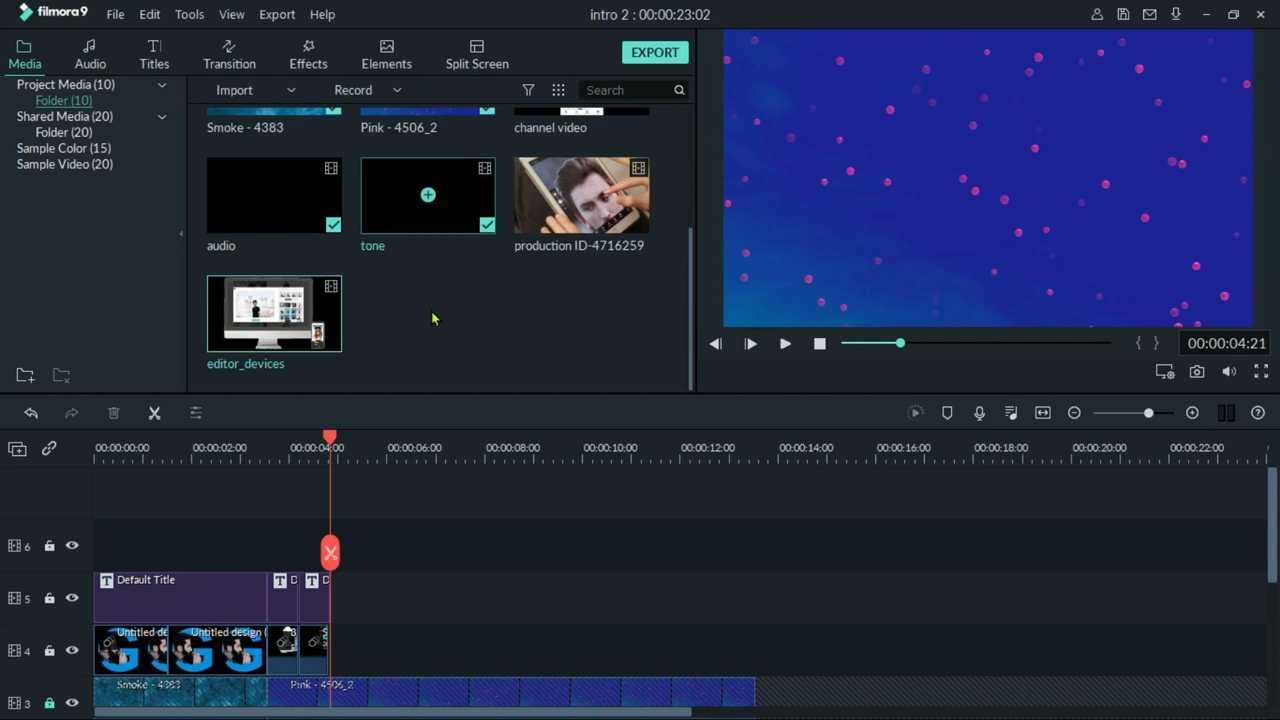 filmora9 File Edit Tools View Export Help intro 2 : 00:00:23:02
Media Audio Titles Transition Effects Elements Split Screen EXPORT
Project Media (10)
Folder (10)
Shared Media (20)
Folder (20)
Sample Color (15)
Sample Video (20)
Import Record Search
Smoke - 4383 Pink - 4506_2 channel video
audio tone production ID-4716259
editor_devices
00:00:04:21
00:00:00:00 00:00:02:00 00:00:04:00 00:00:06:00 00:00:08:00 00:00:10:00 00:00:12:00 00:00:14:00 00:00:16:00 00:00:18:00 00:00:20:00 00:00:22:00
6
5 T Default Title T D T D
4 Untitled de Untitled design (
3 Smoke - 4383 Pink - 4506_2